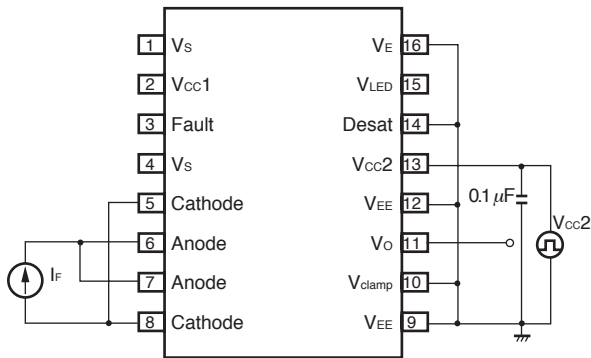 1 VS VE 16
2 VCC1 VLED 15
3 Fault Desat 14
4 VS VCC2 13
5 Cathode VEE 12
0.1 μF
6 Anode VO 11
VCC2
IF
7 Anode Vclamp 10
8 Cathode VEE 9